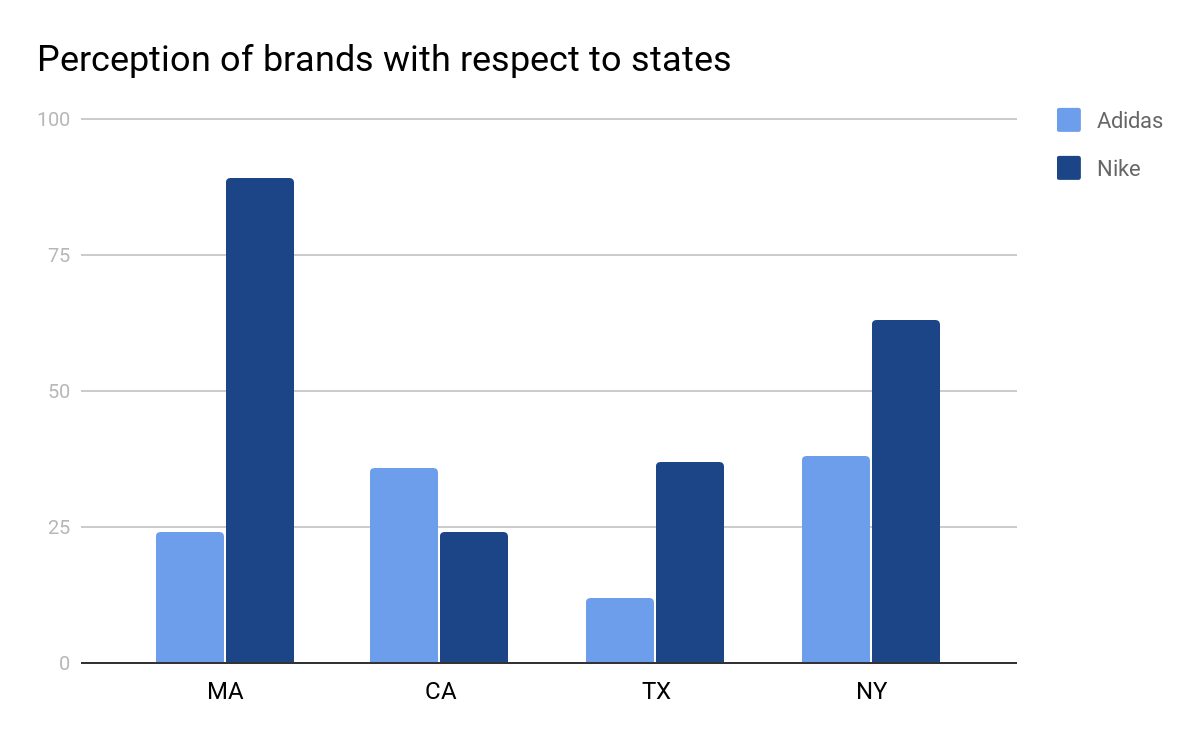 Perception of brands with respect to states
100
75
50
25
0
MA
CA
TX
NY
Adidas
Nike